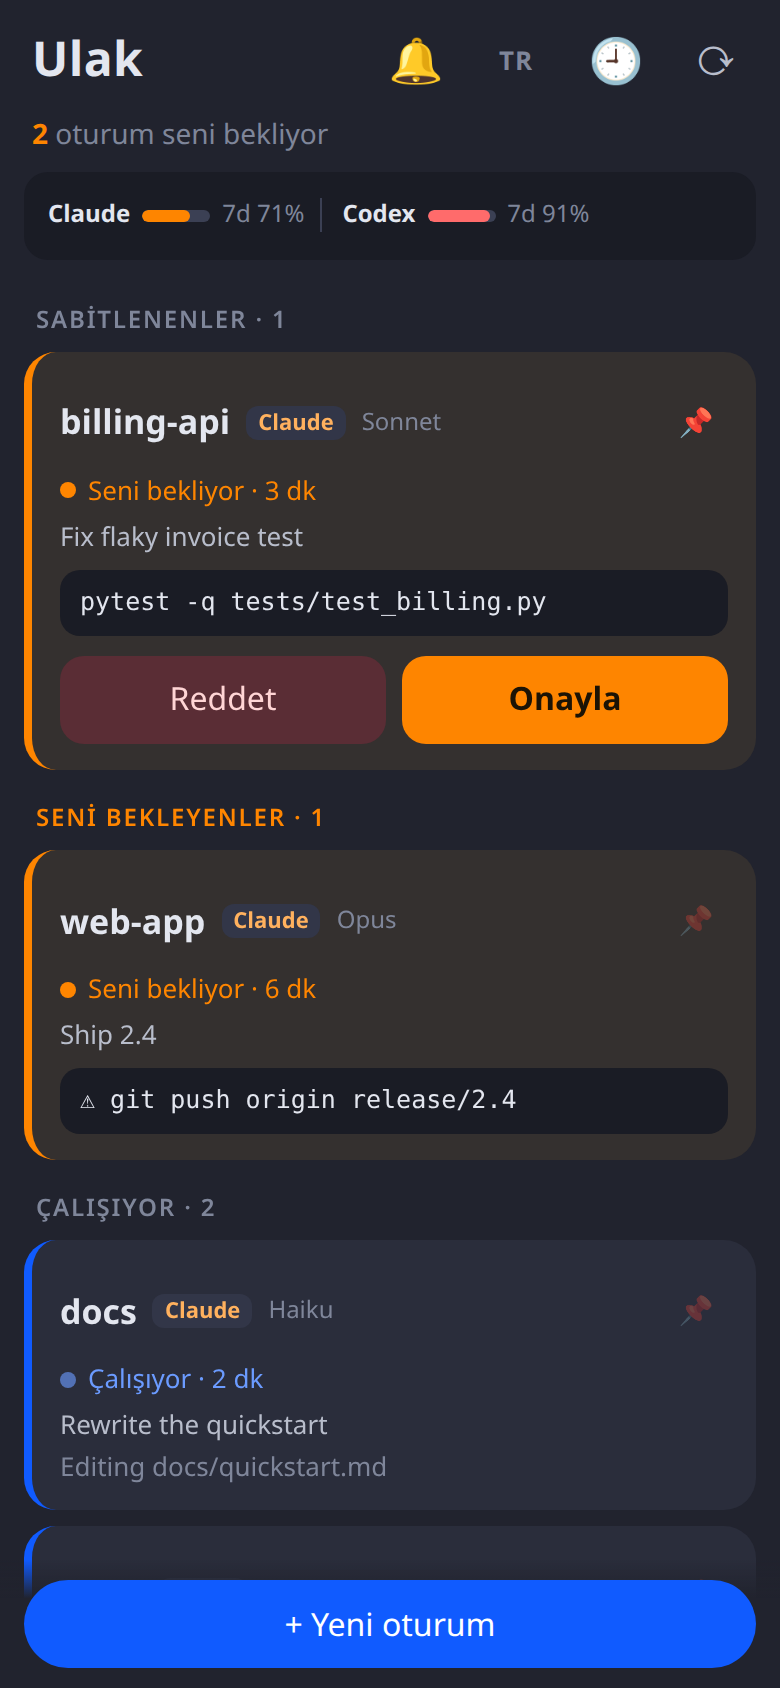 Ulak
TR
2 oturum seni bekliyor
Claude 7d 71% Codex 7d 91%
SABİTLENENLER · 1
billing-api Claude Sonnet
Seni bekliyor · 3 dk
Fix flaky invoice test
pytest -q tests/test_billing.py
Reddet Onayla
SENİ BEKLEYENLER · 1
web-app Claude Opus
Seni bekliyor · 6 dk
Ship 2.4
⚠ git push origin release/2.4
ÇALIŞIYOR · 2
docs Claude Haiku
Çalışıyor · 2 dk
Rewrite the quickstart
Editing docs/quickstart.md
+ Yeni oturum